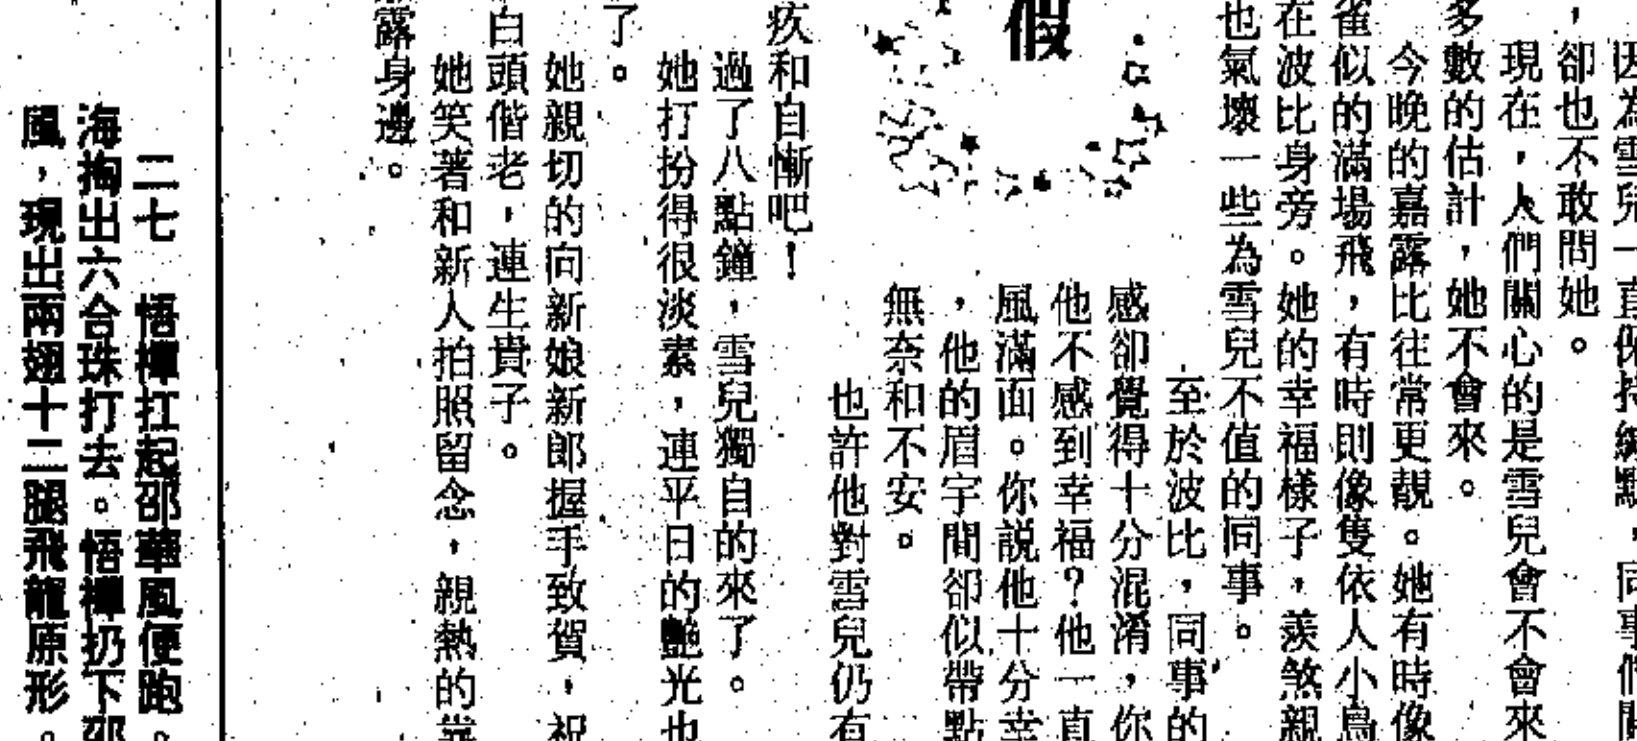 因為雪兒一直保持緘默，同事們關
，卻也不敢問她。
現在，人們關心的是雪兒會不會來
多數的估計，她不會來。
今晚的嘉露比往常更靚。她有時像
雀似的滿場飛，有時則像隻依人小鳥
在波比身旁。她的幸福樣子，羨煞親
也氣壞一些為雪兒不值的同事。
至於波比，同事的
感卻覺得十分混淆，你
他不感到幸福？他一直
風滿面。你説他十分幸
，他的眉宇間卻似帶點
無奈和不安。
也許他對雪兒仍有
假
疚和自慚吧！
過了八點鐘，雪兒獨自的來了。
她打扮得很淡素，連平日的艷光也
了。
她親切的向新娘新郎握手致賀，祝
白頭偕老，連生貴子。
她笑著和新人拍照留念，親熱的
露身邊。
二七 悟禪扛起邵華風便跑。
海掏出六合珠打去。悟禪扔下邵
風，現出兩翅十二腿飛龍原形。